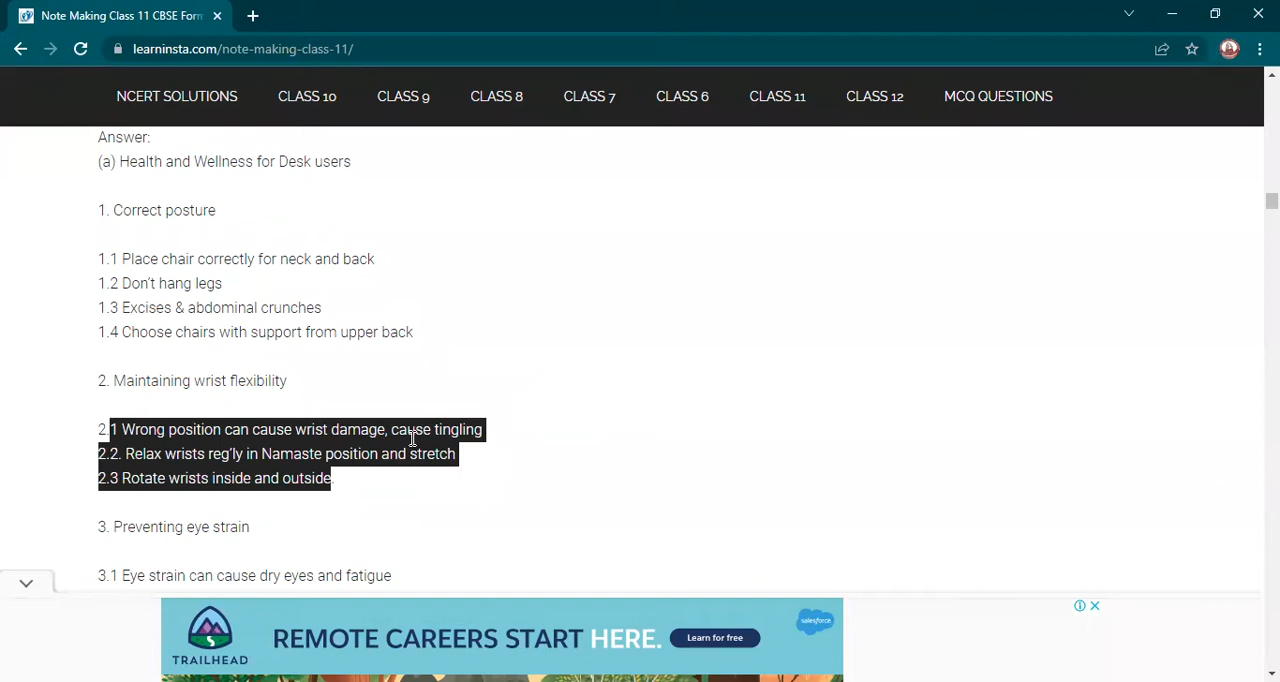 Note Making Class 11 CBSE Form
learninsta.com/note-making-class-11/
NCERT SOLUTIONS CLASS 10 CLASS 9 CLASS 8 CLASS 7 CLASS 6 CLASS 11 CLASS 12 MCQ QUESTIONS
Answer:
(a) Health and Wellness for Desk users
1. Correct posture
1.1 Place chair correctly for neck and back
1.2 Don’t hang legs
1.3 Excises & abdominal crunches
1.4 Choose chairs with support from upper back
2. Maintaining wrist flexibility
2.1 Wrong position can cause wrist damage, cause tingling
2.2. Relax wrists reg’ly in Namaste position and stretch
2.3 Rotate wrists inside and outside
3. Preventing eye strain
3.1 Eye strain can cause dry eyes and fatigue
TRAILHEAD
REMOTE CAREERS START HERE.
Learn for free
salesforce